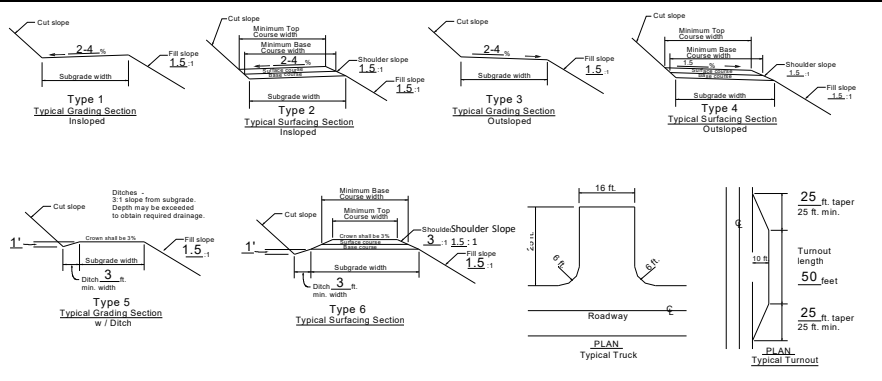 Cut slope
2-4 %
Fill slope
1.5 :1
Subgrade width
Type 1
Typical Grading Section
Insloped
Cut slope
Minimum Top
Course width
Minimum Base
Course width
2-4 %
Surface course
Base course
Shoulder slope
1.5 :1
Fill slope
1.5 :1
Subgrade width
Type 2
Typical Surfacing Section
Insloped
Cut slope
2-4 %
Fill slope
1.5 :1
Subgrade width
Type 3
Typical Grading Section
Outsloped
Cut slope
Minimum Top
Course width
Minimum Base
Course width
1.5 %
Surface course
Base course
Shoulder slope
1.5 :1
Fill slope
1.5 :1
Subgrade width
Type 4
Typical Surfacing Section
Outsloped
Ditches -
3:1 slope from subgrade.
Depth may be exceeded
to obtain required drainage.
Cut slope
Crown shall be 3%
1'
Fill slope
1.5 :1
Subgrade width
Ditch 3 ft.
min. width
Type 5
Typical Grading Section
w / Ditch
Minimum Base
Course width
Minimum Top
Course width
Cut slope
Crown shall be 3%
Surface course
Base course
Shoulder Slope
3 :1 1.5 : 1
Fill slope
1.5 :1
1'
Subgrade width
Ditch 3 ft.
min. width
Type 6
Typical Surfacing Section
16 ft.
6 ft.
6 ft.
Roadway
℄
PLAN
Typical Truck
℄
25 ft. taper
25 ft. min.
10 ft
Turnout
length
50 feet
25 ft. taper
25 ft. min.
PLAN
Typical Turnout